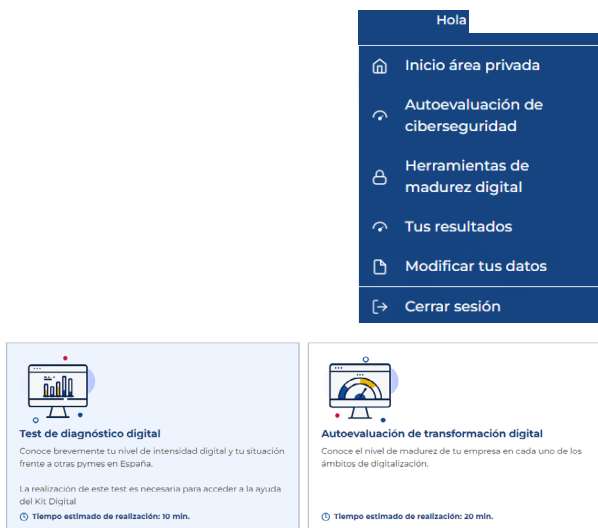 Hola
Inicio área privada
Autoevaluación de
ciberseguridad
Herramientas de
madurez digital
Tus resultados
Modificar tus datos
Cerrar sesión
Test de diagnóstico digital
Conoce brevemente tu nivel de intensidad digital y tu situación
frente a otras pymes en España.
La realización de este test es necesaria para acceder a la ayuda
del Kit Digital
Tiempo estimado de realización: 10 min.
Autoevaluación de transformación digital
Conoce el nivel de madurez de tu empresa en cada uno de los
ámbitos de digitalización.
Tiempo estimado de realización: 20 min.